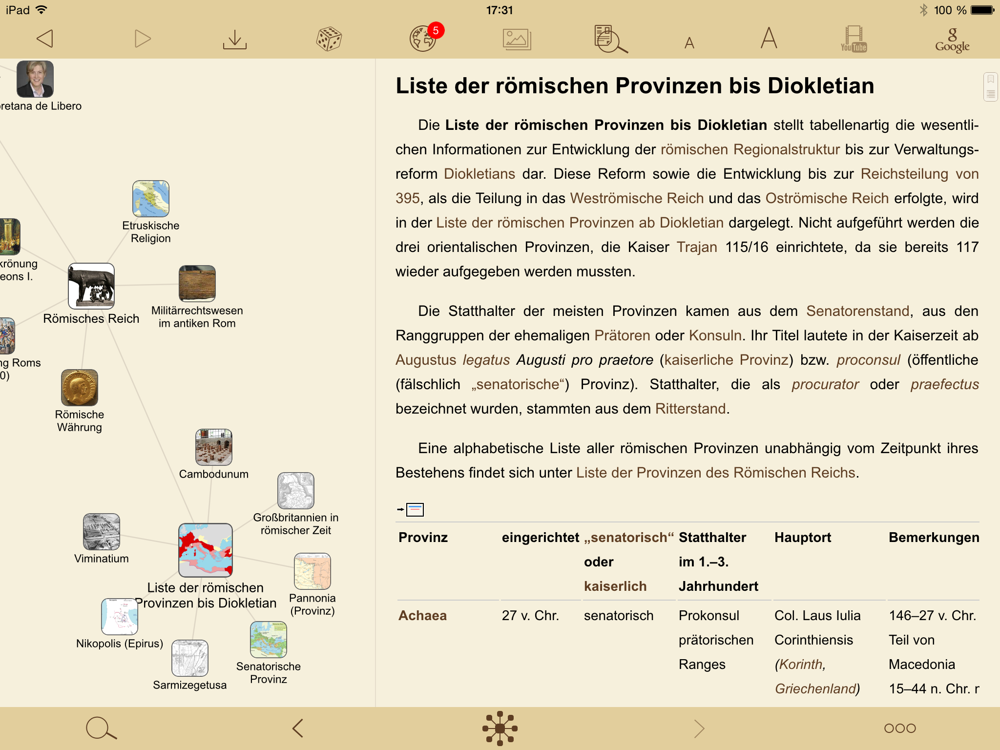 iPad
17:31
100 %
5
A
A
You Tube
g
Google
oretana de Libero
Etruskische
Religion
krönung
eons I.
Römisches Reich
Militärrechtswesen
im antiken Rom
ng Roms
0)
Römische
Währung
Cambodunum
Großbritannien in
römischer Zeit
Viminatium
Liste der römischen
Provinzen bis Diokletian
Pannonia
(Provinz)
Nikopolis (Epirus)
Sarmizegetusa
Senatorische
Provinz
Liste der römischen Provinzen bis Diokletian
Die Liste der römischen Provinzen bis Diokletian stellt tabellenartig die wesentli-
chen Informationen zur Entwicklung der römischen Regionalstruktur bis zur Verwaltungs-
reform Diokletians dar. Diese Reform sowie die Entwicklung bis zur Reichsteilung von
395, als die Teilung in das Weströmische Reich und das Oströmische Reich erfolgte, wird
in der Liste der römischen Provinzen ab Diokletian dargelegt. Nicht aufgeführt werden die
drei orientalischen Provinzen, die Kaiser Trajan 115/16 einrichtete, da sie bereits 117
wieder aufgegeben werden mussten.
Die Statthalter der meisten Provinzen kamen aus dem Senatorenstand, aus den
Ranggruppen der ehemaligen Prätoren oder Konsuln. Ihr Titel lautete in der Kaiserzeit ab
Augustus legatus Augusti pro praetore (kaiserliche Provinz) bzw. proconsul (öffentliche
(fälschlich „senatorische“) Provinz). Statthalter, die als procurator oder praefectus
bezeichnet wurden, stammten aus dem Ritterstand.
Eine alphabetische Liste aller römischen Provinzen unabhängig vom Zeitpunkt ihres
Bestehens findet sich unter Liste der Provinzen des Römischen Reichs.
Provinz eingerichtet „senatorisch“ Statthalter Hauptort Bemerkungen
oder im 1.–3.
kaiserlich Jahrhundert
Achaea 27 v. Chr. senatorisch Prokonsul Col. Laus Iulia 146–27 v. Chr.
prätorischen Corinthiensis Teil von
Ranges (Korinth, Macedonia
Griechenland) 15–44 n. Chr. r